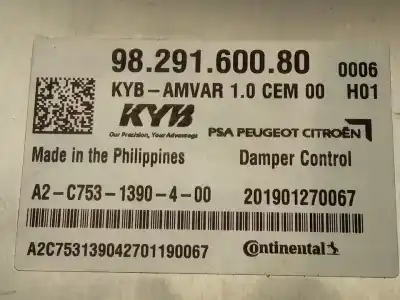 98.291.600.80 0006
KYB-AMVAR 1.0 CEM 00 H01
KYB
Our Precision, Your Advantage
PSA PEUGEOT CITROËN
Made in the Philippines Damper Control
A2-C753-1390-4-00 201901270067
A2C753139042701190067 Continental